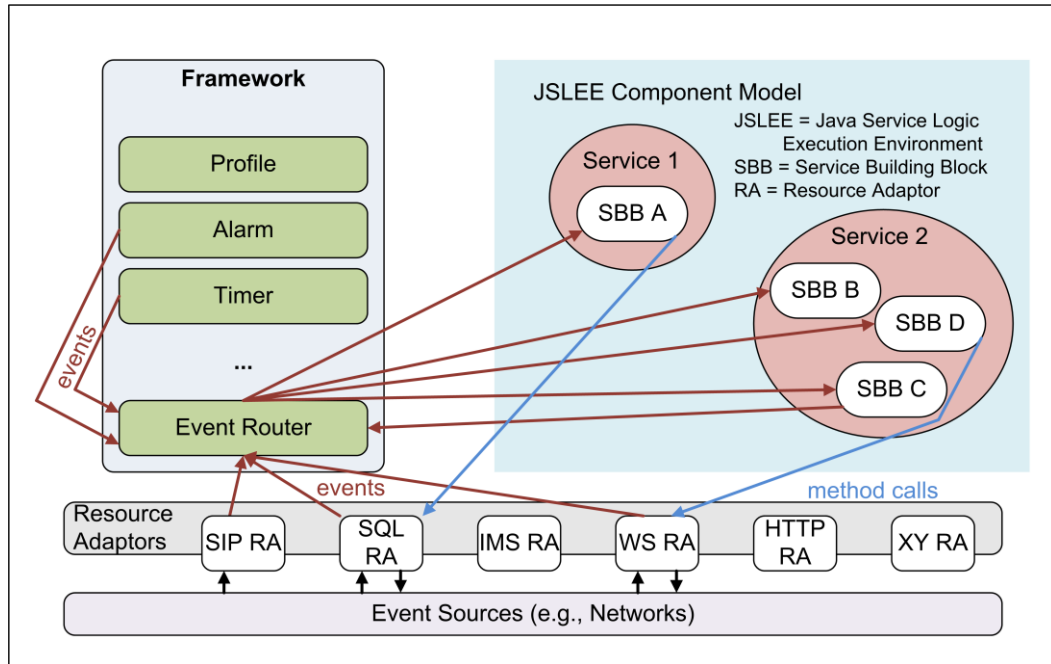 Framework
Profile
Alarm
Timer
...
Event Router
events
JSLEE Component Model
JSLEE = Java Service Logic
Execution Environment
SBB = Service Building Block
RA = Resource Adaptor
Service 1
SBB A
Service 2
SBB B
SBB D
SBB C
events
method calls
Resource
Adaptors
SIP RA
SQL
RA
IMS RA
WS RA
HTTP
RA
XY RA
Event Sources (e.g., Networks)